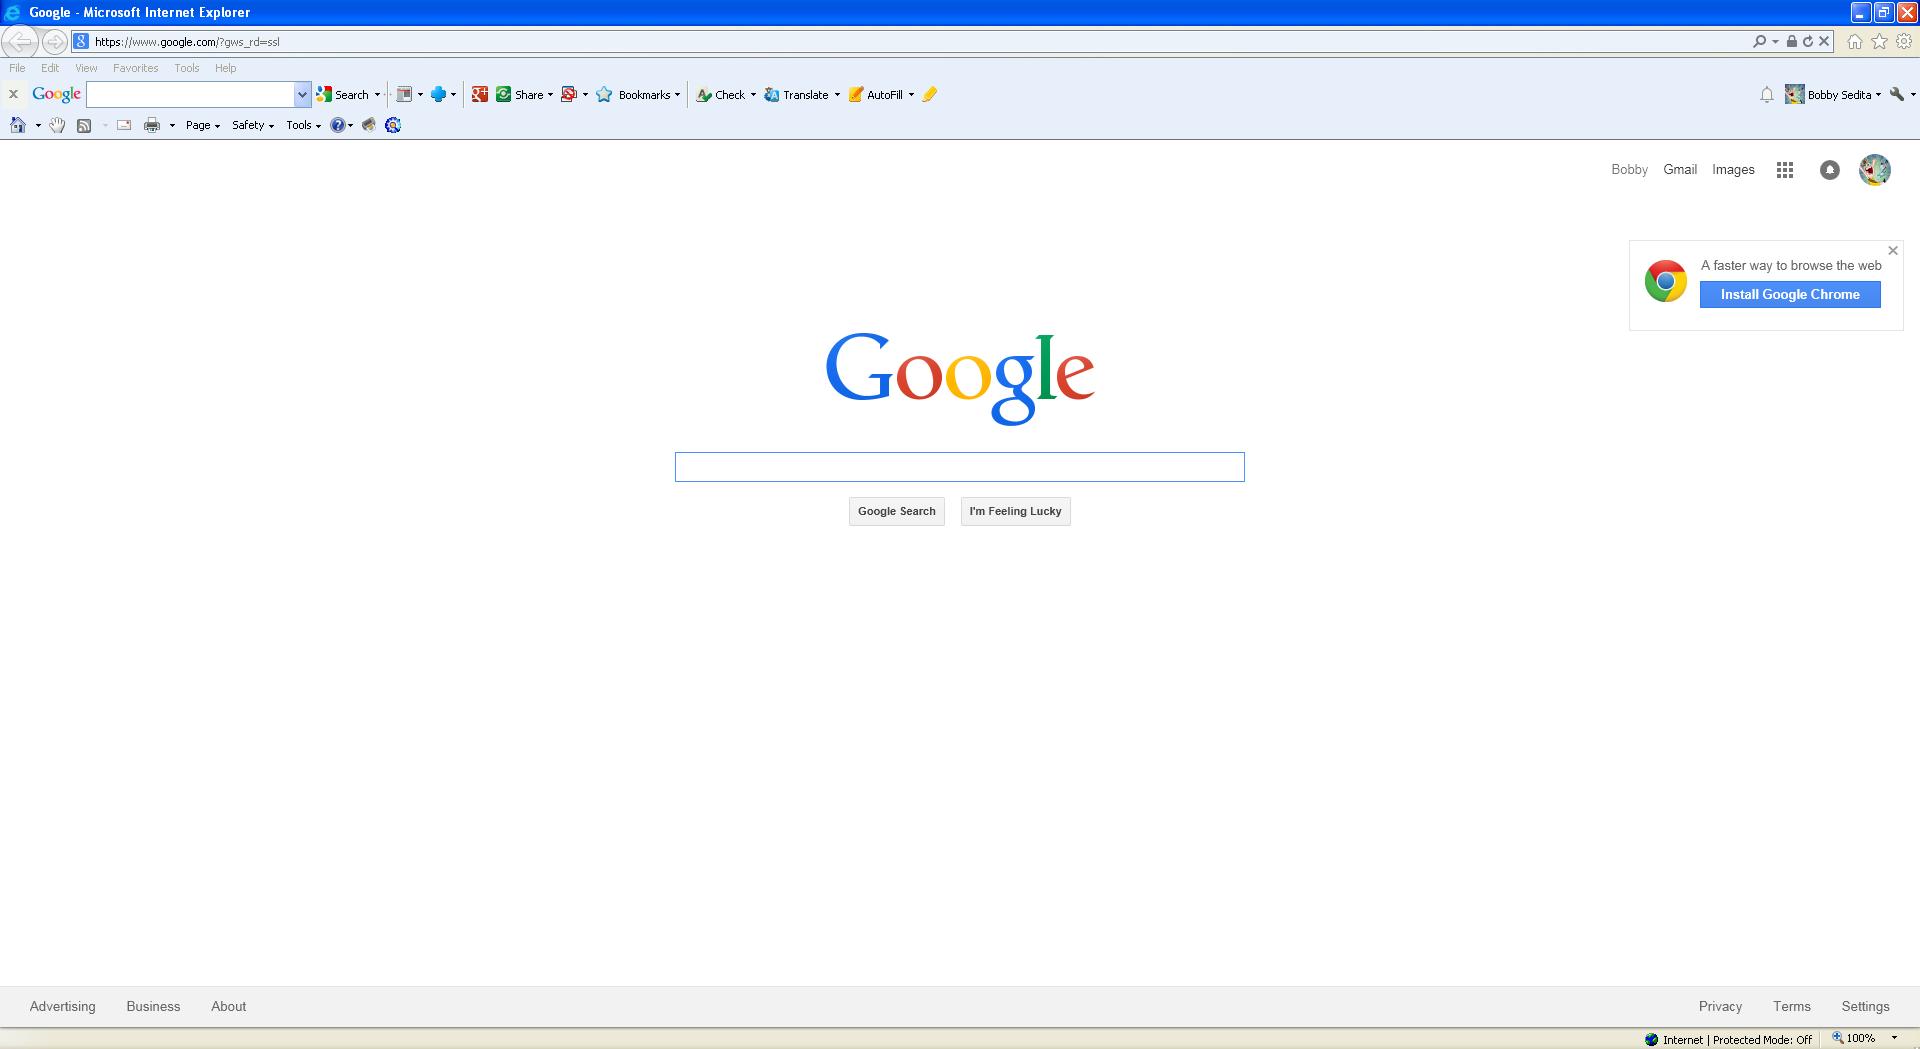 Google - Microsoft Internet Explorer
https://www.google.com/?gws_rd=ssl
File Edit View Favorites Tools Help
x Google Search Share Bookmarks Check Translate AutoFill Bobby Sedita
Page Safety Tools
Bobby Gmail Images
A faster way to browse the web
Install Google Chrome
Google
Google Search I'm Feeling Lucky
Advertising Business About Privacy Terms Settings
Internet | Protected Mode: Off 100%